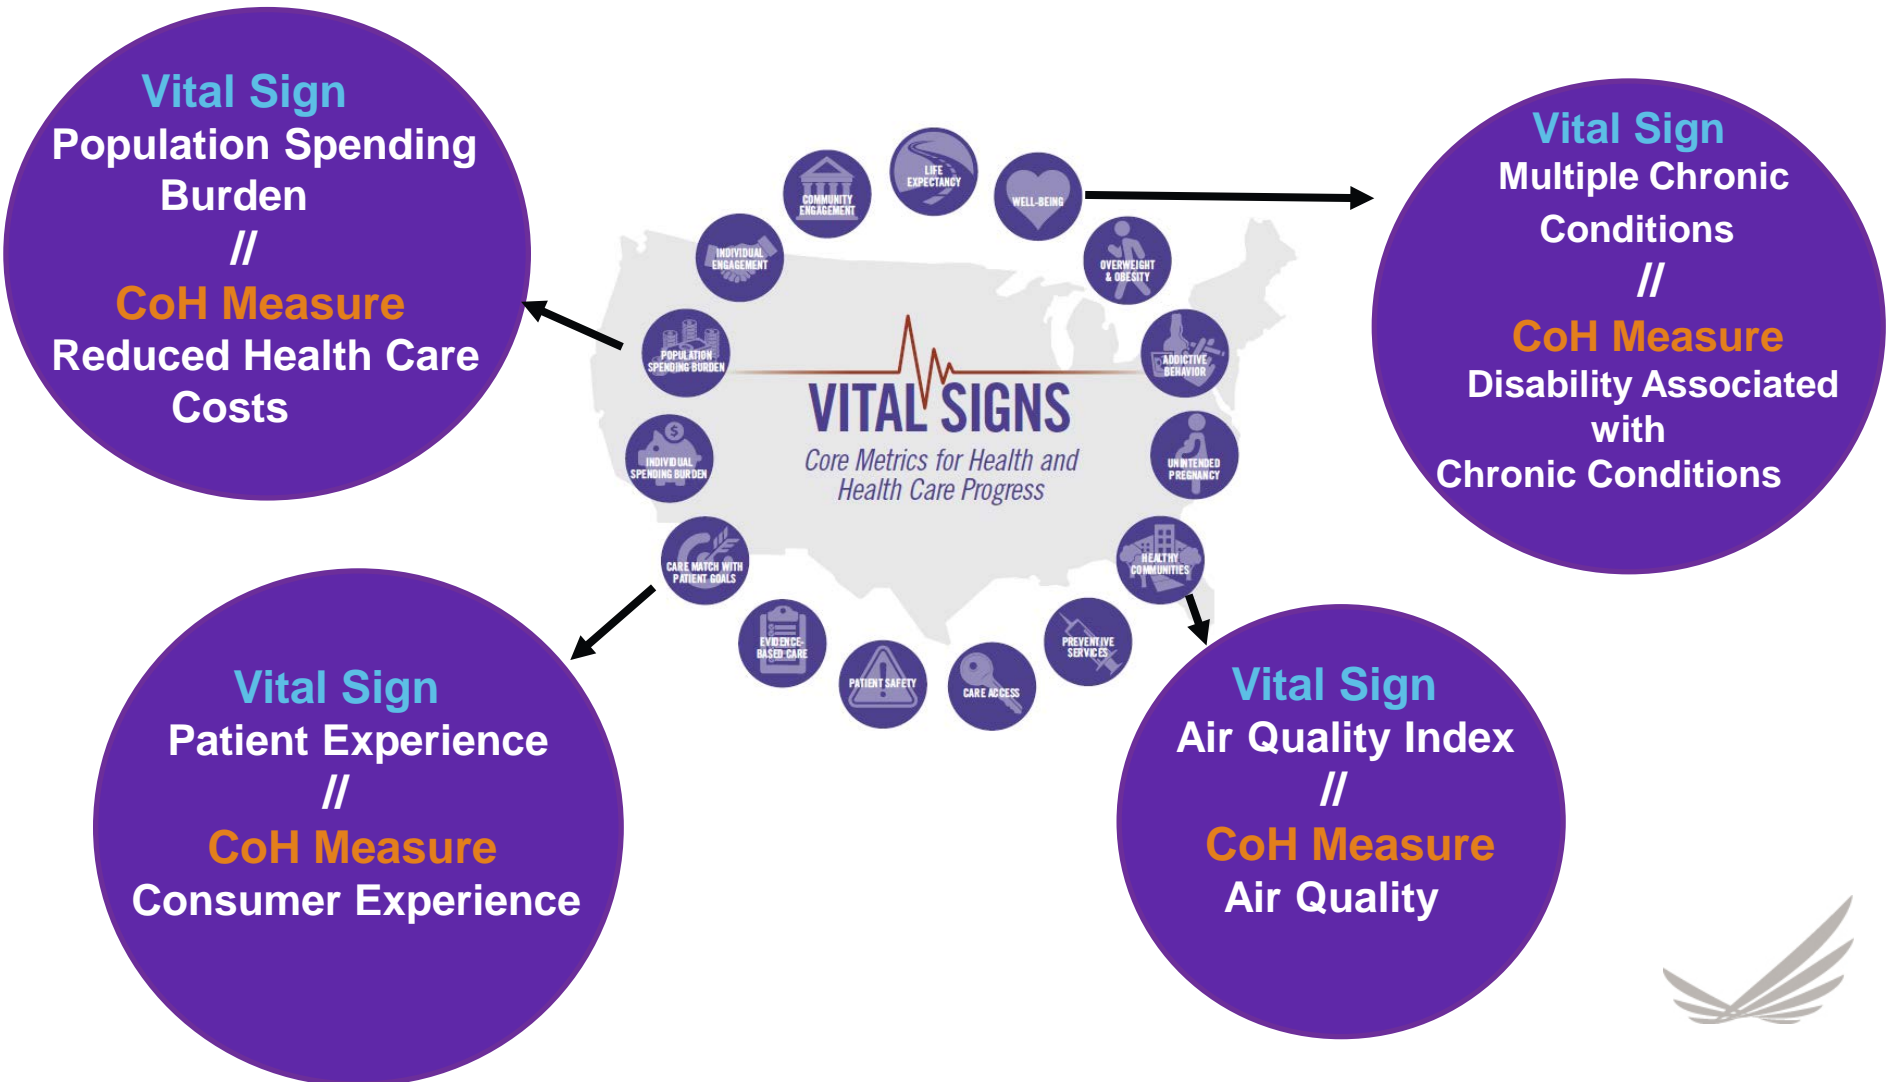 Vital Sign
Population Spending
Burden
//
CoH Measure
Reduced Health Care
Costs
Vital Sign
Multiple Chronic
Conditions
//
CoH Measure
Disability Associated
with
Chronic Conditions
LIFE
EXPECTANCY
WELL-BEING
OVERWEIGHT
& OBESITY
ADDICTIVE
BEHAVIOR
UNINTENDED
PREGNANCY
HEALTHY
COMMUNITIES
PREVENTIVE
SERVICES
CARE ACCESS
PATIENT SAFETY
EVIDENCE-
BASED CARE
CARE MATCH WITH
PATIENT GOALS
INDIVIDUAL
SPENDING BURDEN
POPULATION
SPENDING BURDEN
INDIVIDUAL
ENGAGEMENT
COMMUNITY
ENGAGEMENT
VITAL SIGNS
Core Metrics for Health and
Health Care Progress
Vital Sign
Patient Experience
//
CoH Measure
Consumer Experience
Vital Sign
Air Quality Index
//
CoH Measure
Air Quality